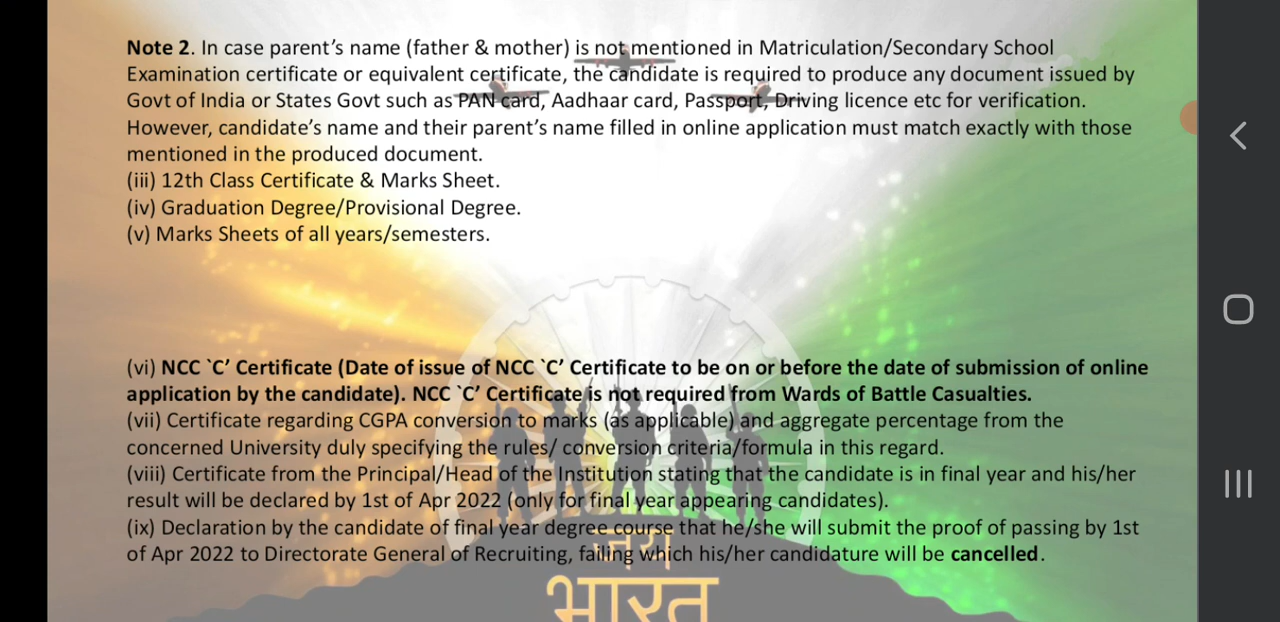 Note 2. In case parent's name (father & mother) is not mentioned in Matriculation/Secondary School
Examination certificate or equivalent certificate, the candidate is required to produce any document issued by
Govt of India or States Govt such as PAN card, Aadhaar card, Passport, Driving licence etc for verification.
However, candidate's name and their parent's name filled in online application must match exactly with those
mentioned in the produced document.
(iii) 12th Class Certificate & Marks Sheet.
(iv) Graduation Degree/Provisional Degree.
(v) Marks Sheets of all years/semesters.
(vi) NCC `C' Certificate (Date of issue of NCC `C' Certificate to be on or before the date of submission of online
application by the candidate). NCC `C' Certificate is not required from Wards of Battle Casualties.
(vii) Certificate regarding CGPA conversion to marks (as applicable) and aggregate percentage from the
concerned University duly specifying the rules/ conversion criteria/formula in this regard.
(viii) Certificate from the Principal/Head of the Institution stating that the candidate is in final year and his/her
result will be declared by 1st of Apr 2022 (only for final year appearing candidates).
(ix) Declaration by the candidate of final year degree course that he/she will submit the proof of passing by 1st
of Apr 2022 to Directorate General of Recruiting, failing which his/her candidature will be cancelled.
जय
भारत